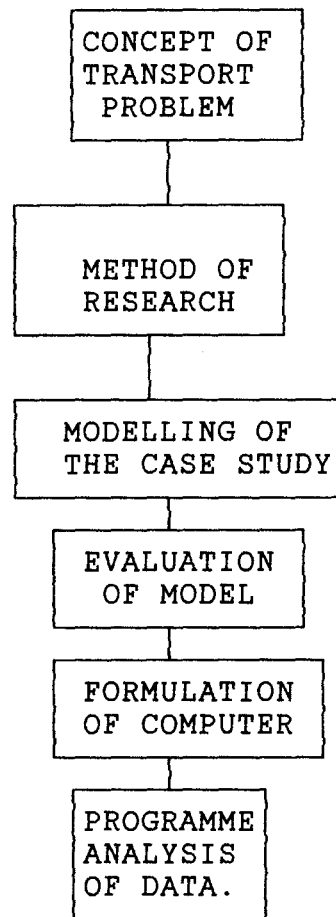 CONCEPT OF
TRANSPORT
PROBLEM
METHOD OF
RESEARCH
MODELLING OF
THE CASE STUDY
EVALUATION
OF MODEL
FORMULATION
OF COMPUTER
PROGRAMME
ANALYSIS
OF DATA.